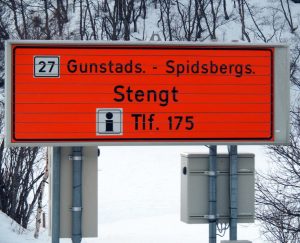 27 Gunstads. - Spidsbergs.
Stengt
i Tlf. 175